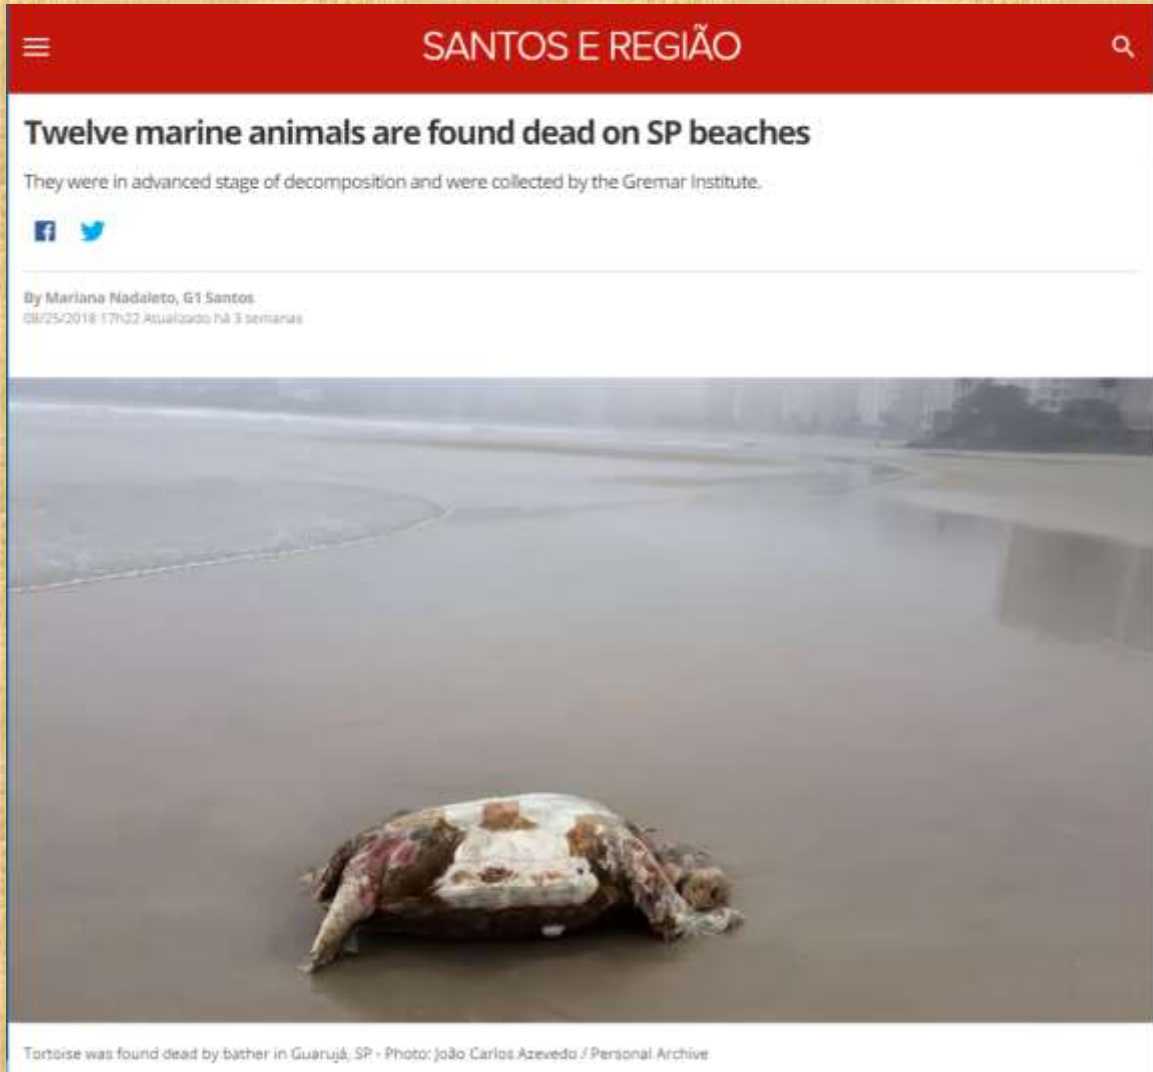 SANTOS E REGIÃO
Twelve marine animals are found dead on SP beaches
They were in advanced stage of decomposition and were collected by the Gremar Institute.
By Mariana Nadaleto, G1 Santos
08/25/2018 17h22 Atualizado há 3 semanas
Tortoise was found dead by bather in Guarujá, SP - Photo: João Carlos Azevedo / Personal Archive